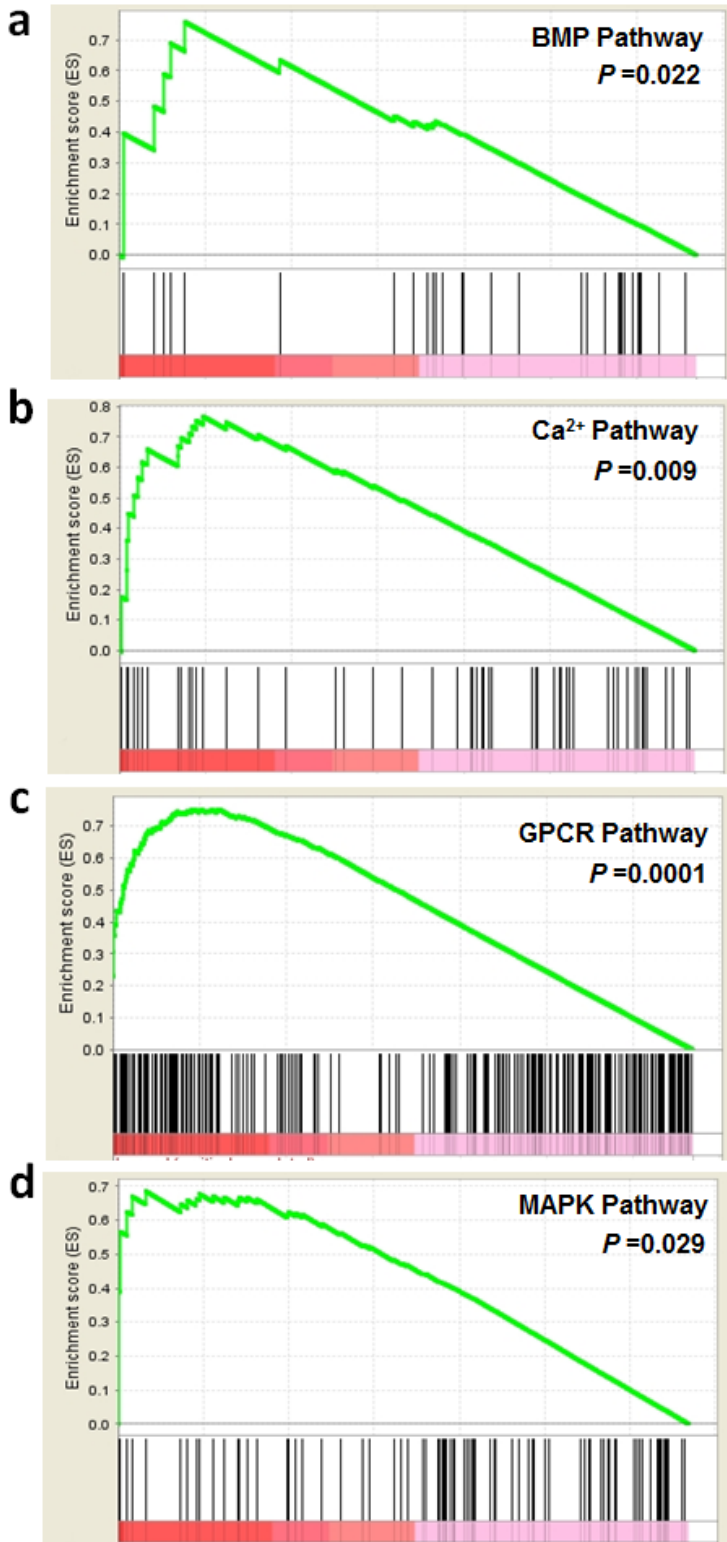 a
BMP Pathway
P =0.022
Enrichment score (ES)
0.7
0.6
0.5
0.4
0.3
0.2
0.1
0.0
b
Ca²⁺ Pathway
P =0.009
Enrichment score (ES)
0.8
0.7
0.6
0.5
0.4
0.3
0.2
0.1
0.0
c
GPCR Pathway
P =0.0001
Enrichment score (ES)
0.7
0.6
0.5
0.4
0.3
0.2
0.1
0.0
d
MAPK Pathway
P =0.029
Enrichment score (ES)
0.7
0.6
0.5
0.4
0.3
0.2
0.1
0.0